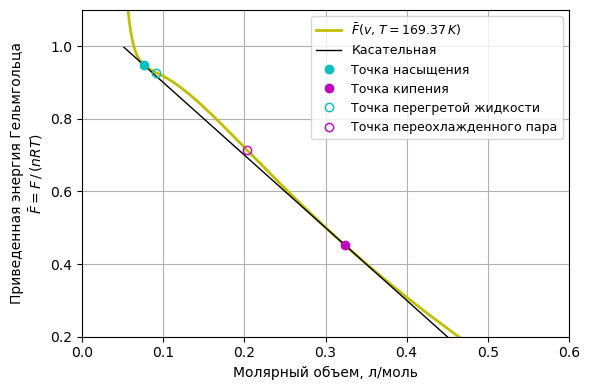 F̄(v, T = 169.37 K)
Касательная
Точка насыщения
Точка кипения
Точка перегретой жидкости
Точка переохлажденного пара
Приведенная энергия Гельмгольца
F̄ = F / (nRT)
1.0
0.8
0.6
0.4
0.2
0.0 0.1 0.2 0.3 0.4 0.5 0.6
Молярный объем, л/моль